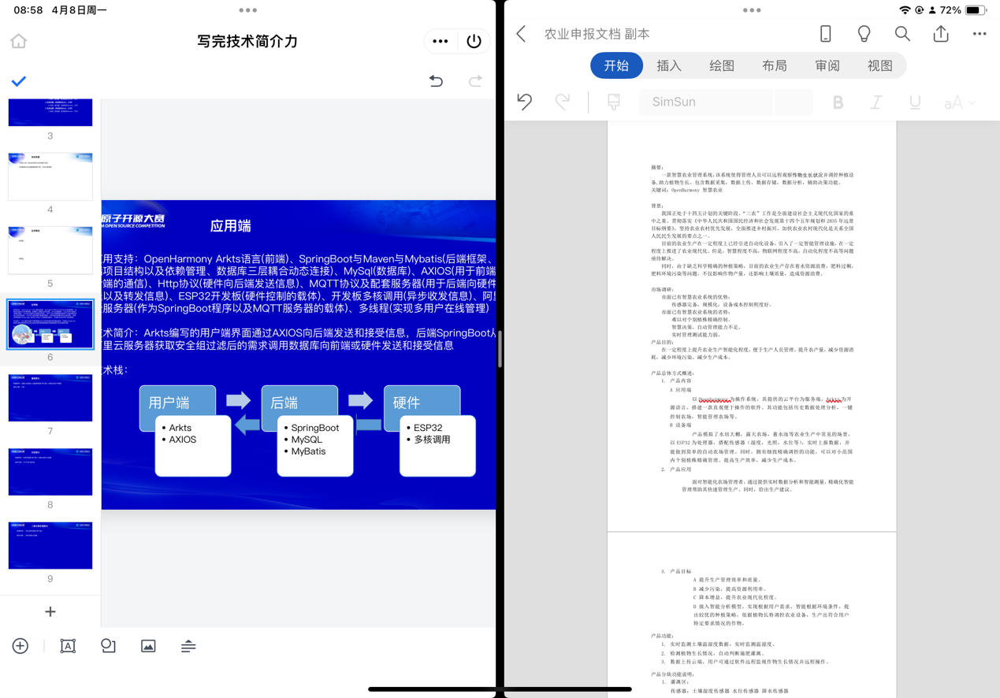 08:58 4月8日周一
72%
写完技术简介力
3
4
5
6
7
8
9
原子开源大赛
M OPEN SOURCE COMPETITION
应用端
用支持：OpenHarmony Arkts语言(前端)、SpringBoot与Maven与Mybatis(后端框架、
项目结构以及依赖管理、数据库三层耦合动态连接)、MySql(数据库)、AXIOS(用于前端
端的通信)、Http协议(硬件向后端发送信息)、MQTT协议及配套服务器(用于后端向硬件
以及转发信息)、ESP32开发板(硬件控制的载体)、开发板多核调用(异步收发信息)、阿里
服务器(作为SpringBoot程序以及MQTT服务器的载体)、多线程(实现多用户在线管理)
术简介：Arkts编写的用户端界面通过AXIOS向后端发送和接受信息，后端SpringBoot从
里云服务器获取安全组过滤后的需求调用数据库向前端或硬件发送和接受信息
术栈：
用户端
• Arkts
• AXIOS
后端
• SpringBoot
• MySQL
• MyBatis
硬件
• ESP32
• 多核调用
农业申报文档 副本
开始 插入 绘图 布局 审阅 视图
SimSun B I U aA
摘要：
一款智慧农业管理系统，该系统使得管理人员可以远程观察作物生长状况并调控种植设
备，助力植物生长。包含数据采集，数据上传，数据存储，数据分析，辅助决策功能。
关键词：OpenHarmony 智慧农业
背景：
我国正处于十四五计划的关键阶段，“三农”工作是全面建设社会主义现代化国家的重
中之重。贯彻落实《中华人民共和国国民经济和社会发展第十四个五年规划和 2035 年远景
目标纲要》，坚持农业农村优先发展，全面推进乡村振兴。加快农业农村现代化是关系全国
人民民生发展的要点之一。
目前的农业生产在一定程度上已经引进自动化设备，引入了一定智能管理设施，在一定
程度上推进了农业现代化。但是，智慧程度不高，物联网程度不高，自动化程度不高等问题
亟待解决。
同时，由于缺乏科学精确的种植策略，目前的农业生产存在着水资源浪费，肥料过剩，
肥料环境污染等问题。不仅影响作物产量，还影响土壤质量，造成资源浪费。
市场调研：
市面已有智慧系统的优势：
传感器完备，规模化，设备成本控制程度好。
市面已有智慧系统的劣势：
难以对个别植株精确控制。
智慧决策，自动管理能力不足。
实时管理测试能力弱。
产品目的：
在一定程度上提升农业生产智能化程度，便于生产人员管理。提升农产量，减少资源消
耗，减少环境污染。减少生产成本。
产品总体方式概述：
1. 产品内容
A 应用端
以 OpenHarmony 为操作系统，其提供的云平台为服务端，Arkts 为开
源语言，搭建一款直观便于操作的软件。其功能包括历史数据处理分析，一键
控制农场，智能管理农场等。
B 设备端
产品模拟了水培大棚，露天农场，蓄水池等农业生产中常见的场景，
以 ESP32 为处理器，搭配传感器（湿度，光照，水位等），实时上报数据，并
能做到简单的自动农场管理。同时，拥有细致精确调控的功能，可以对小范围
内个别植株精确管理。提高生产效率，减少生产成本。
2. 产品应用
面对智能化农场管理者，通过提供实时数据分析和智能测量，精确化智能
管理帮助其快速管理生产。同时，给出生产建议。
3. 产品目标
A 提升生产管理效率和质量。
B 减少污染，提高资源利用率。
C 降本增益，提升农业现代化程度。
D 接入智能分析模型，实现根据用户需求，智能根据环境条件，提
出较优的种植策略，依据植物长势调控农业设备，生产出符合用户
特定要求情况的作物。
产品功能：
1. 实时监测土壤温湿度数据，实时监测温湿度。
2. 检测植物生长情况，自动判断施肥灌溉。
3. 数据上传云端，用户可通过软件远程监视作物生长情况并远程操作。
产品分块功能说明：
1. 灌溉区：
传感器：土壤湿度传感器 水位传感器 降水传感器